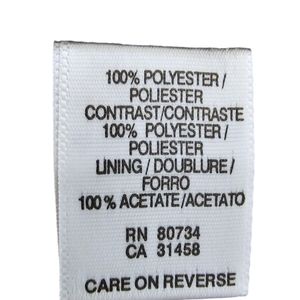 100% POLYESTER /
POLIESTER
CONTRAST/CONTRASTE
100% POLYESTER /
POLIESTER
LINING / DOUBLURE /
FORRO
100% ACETATE/ACETATO
RN 80734
CA 31458
CARE ON REVERSE